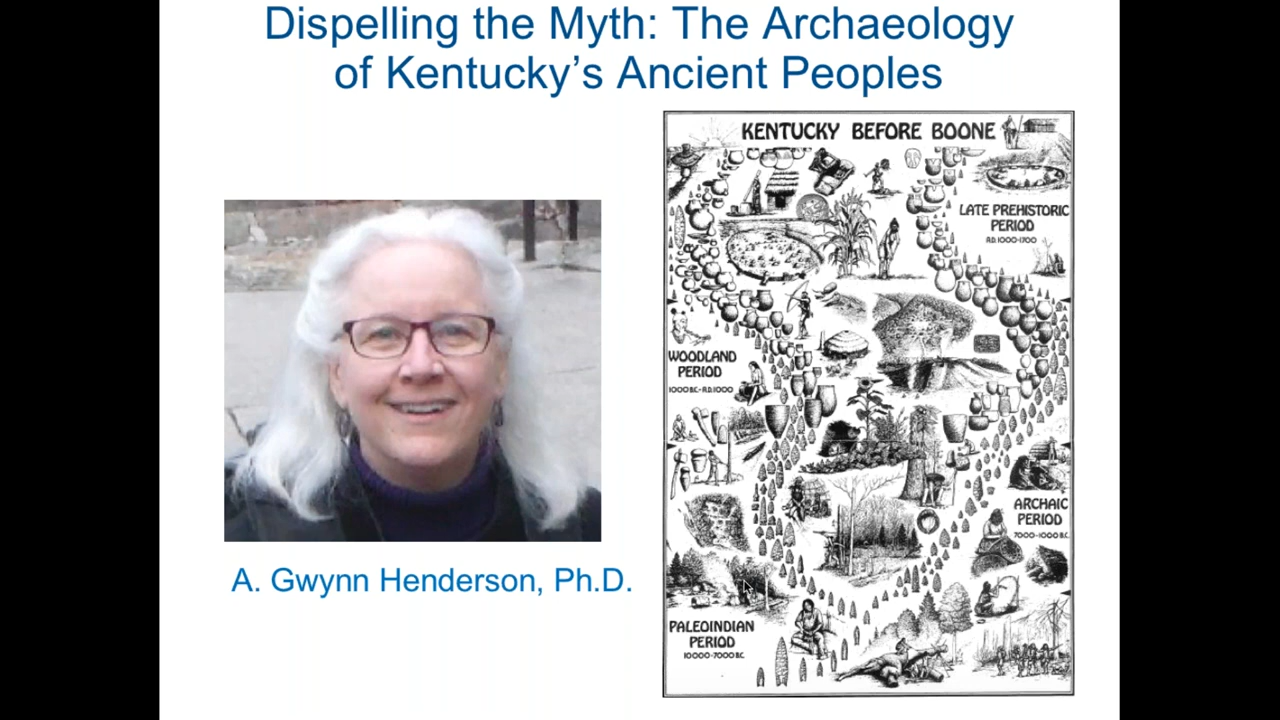 Dispelling the Myth: The Archaeology
of Kentucky's Ancient Peoples
A. Gwynn Henderson, Ph.D.
KENTUCKY BEFORE BOONE
LATE PREHISTORIC
PERIOD
A.D. 1000-1700
WOODLAND
PERIOD
1000 B.C.- A.D. 1000
ARCHAIC
PERIOD
7000-1000 B.C.
PALEOINDIAN
PERIOD
10000-7000 B.C.